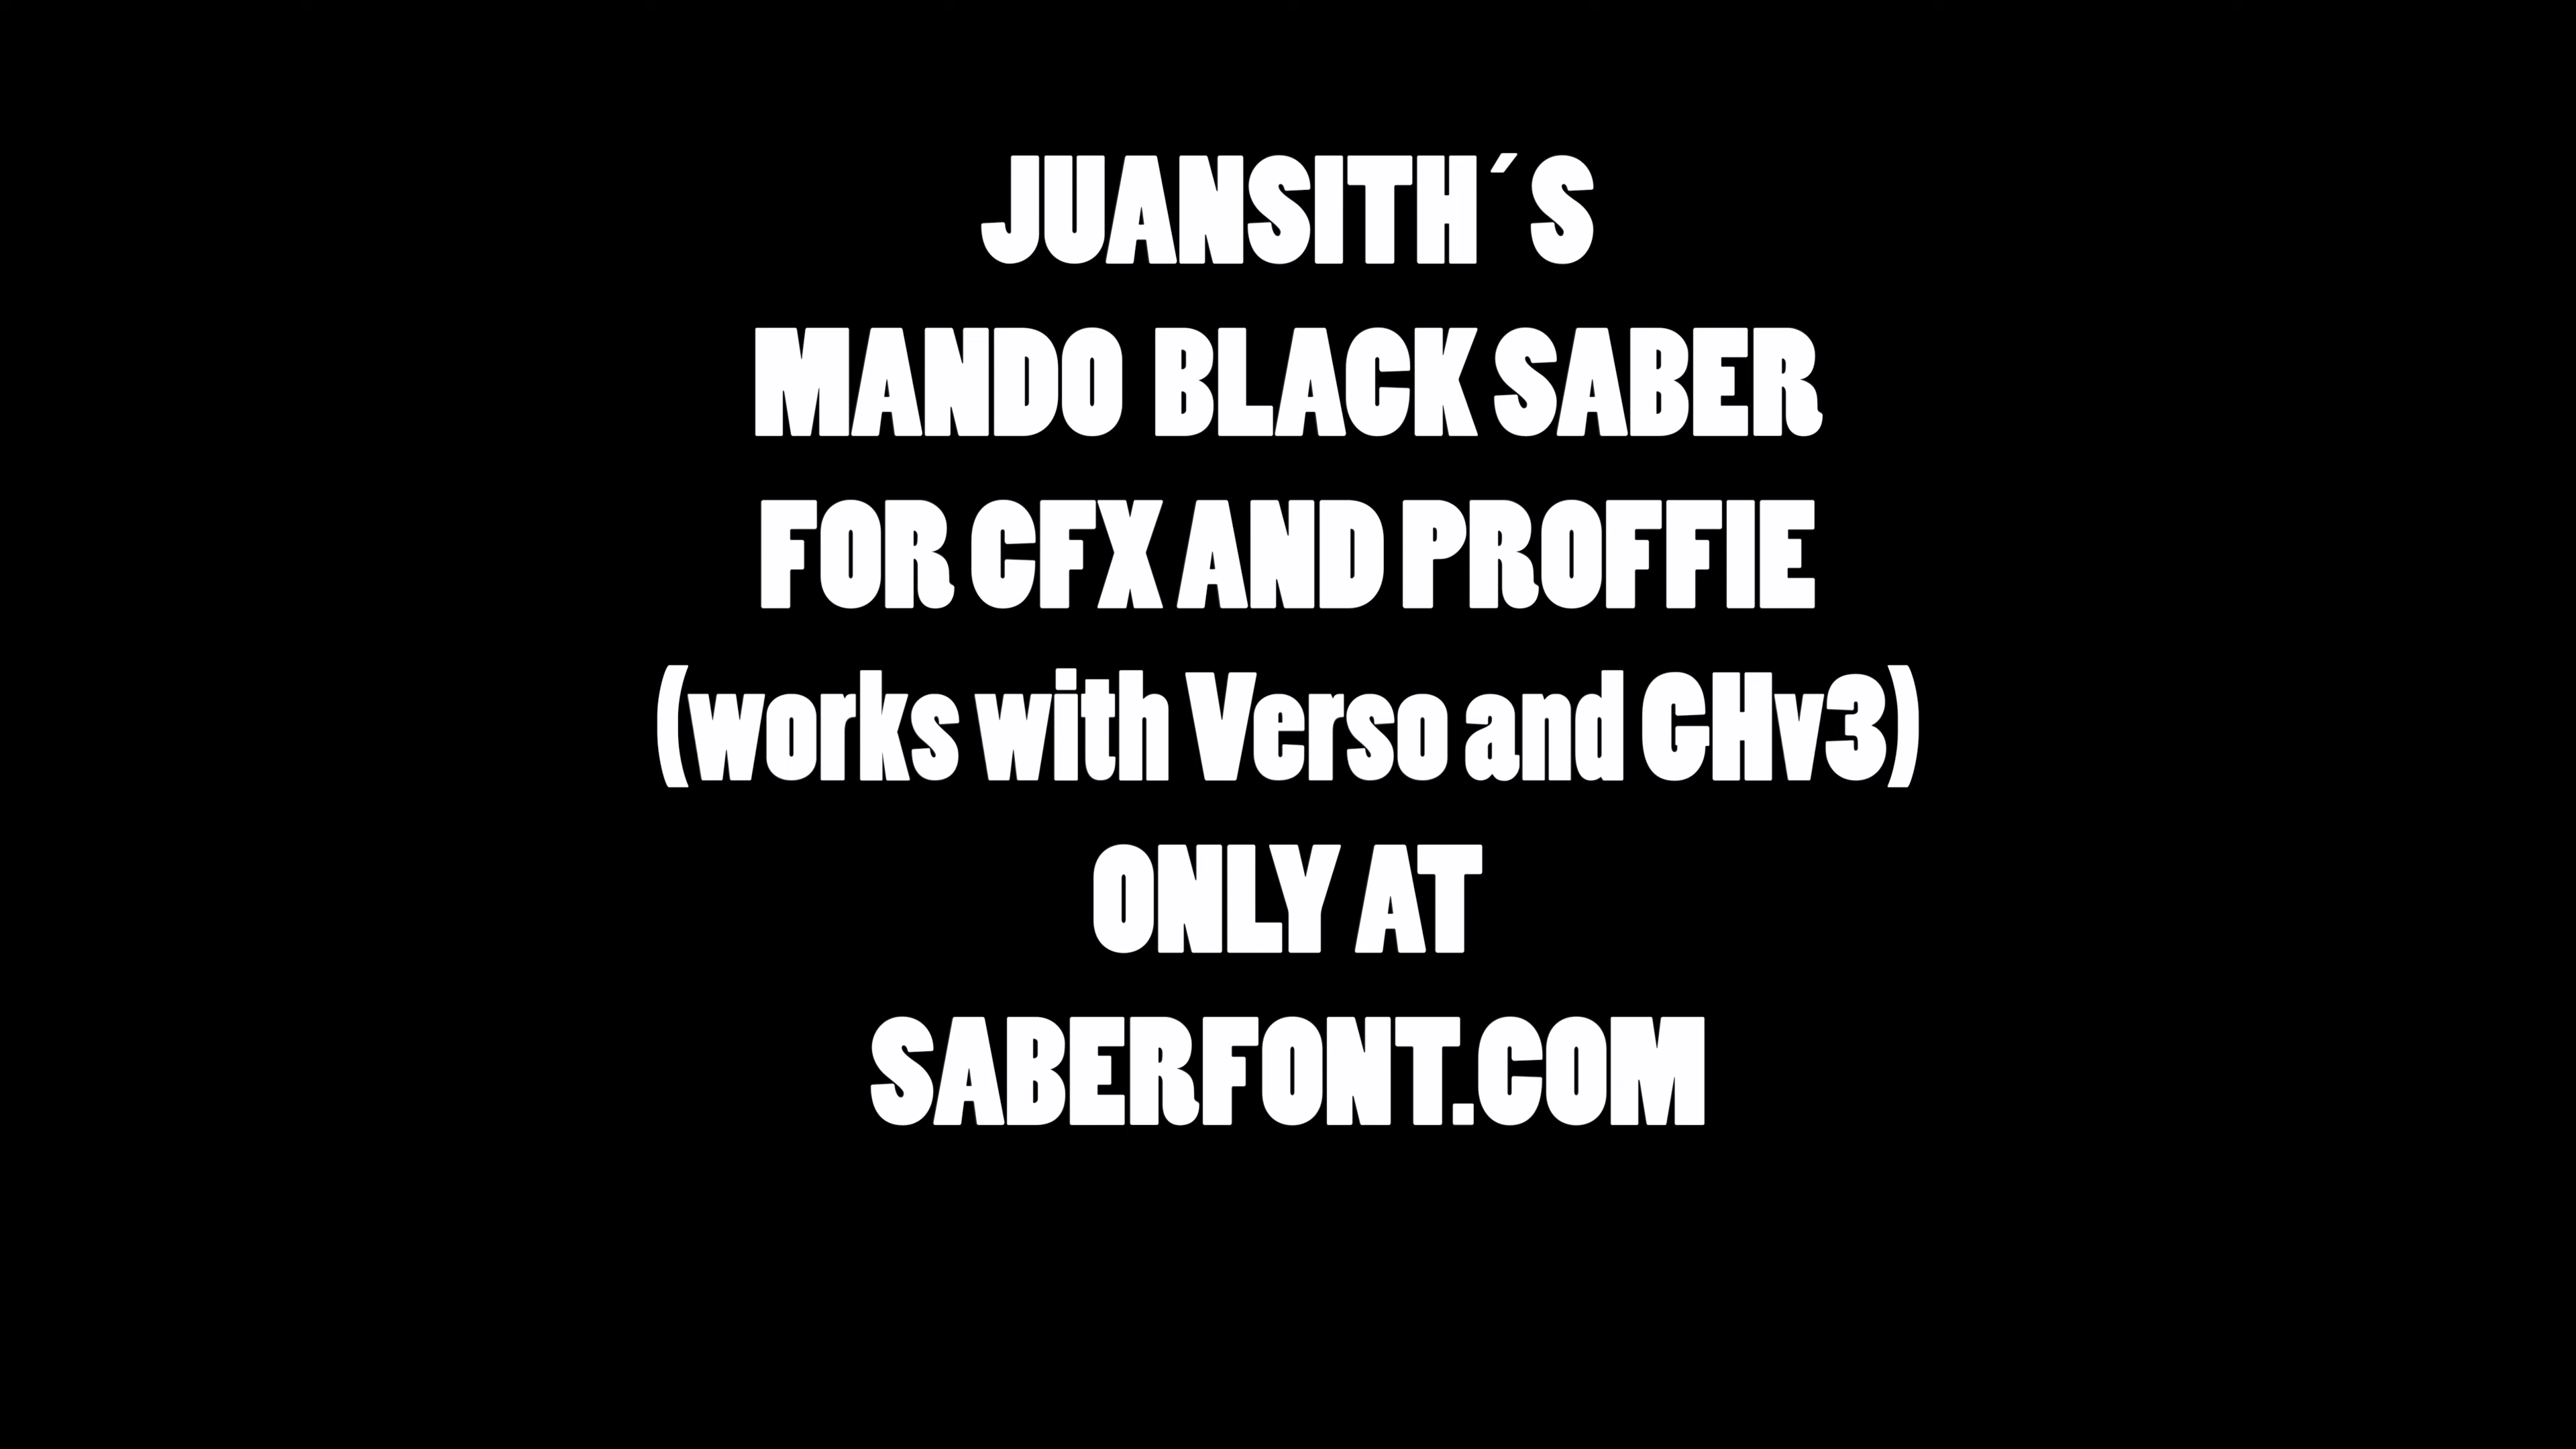 JUANSITH´S
MANDO BLACK SABER
FOR CFX AND PROFFIE
(works with Verso and GHv3)
ONLY AT
SABERFONT.COM